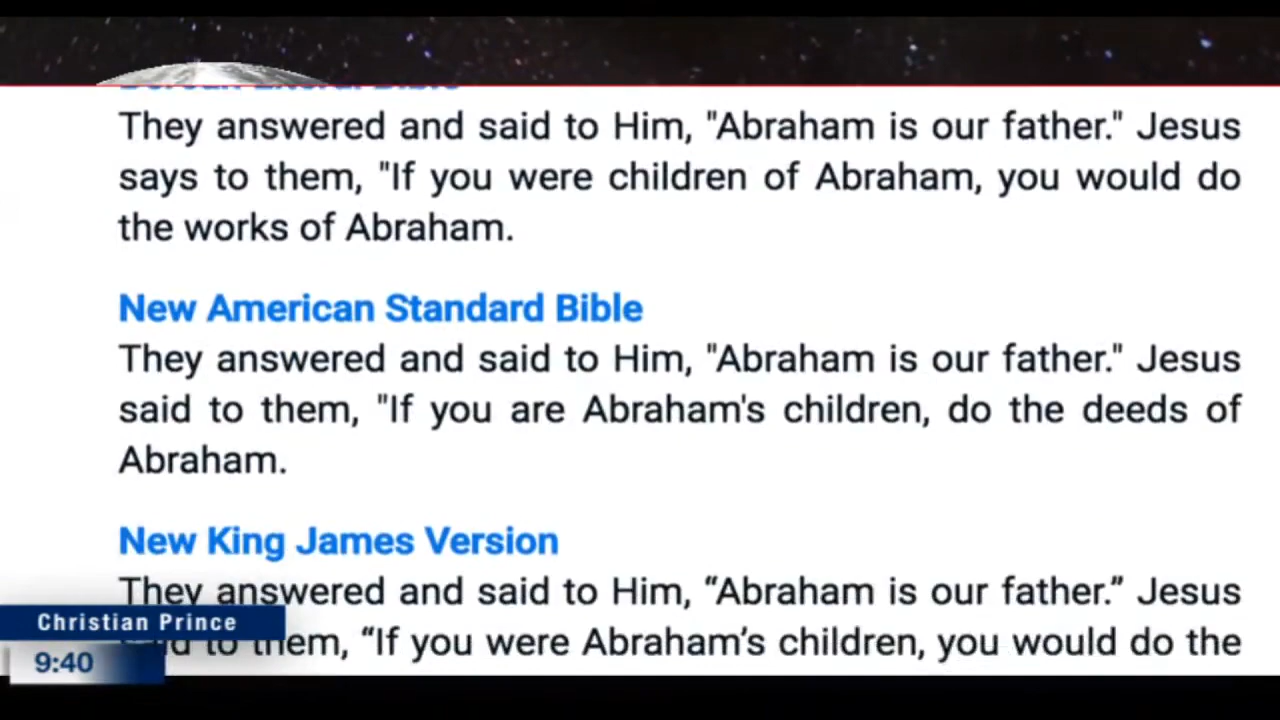 They answered and said to Him, "Abraham is our father." Jesus
says to them, "If you were children of Abraham, you would do
the works of Abraham.
New American Standard Bible
They answered and said to Him, "Abraham is our father." Jesus
said to them, "If you are Abraham's children, do the deeds of
Abraham.
New King James Version
They answered and said to Him, “Abraham is our father.” Jesus
to them, “If you were Abraham’s children, you would do the
Christian Prince
9:40